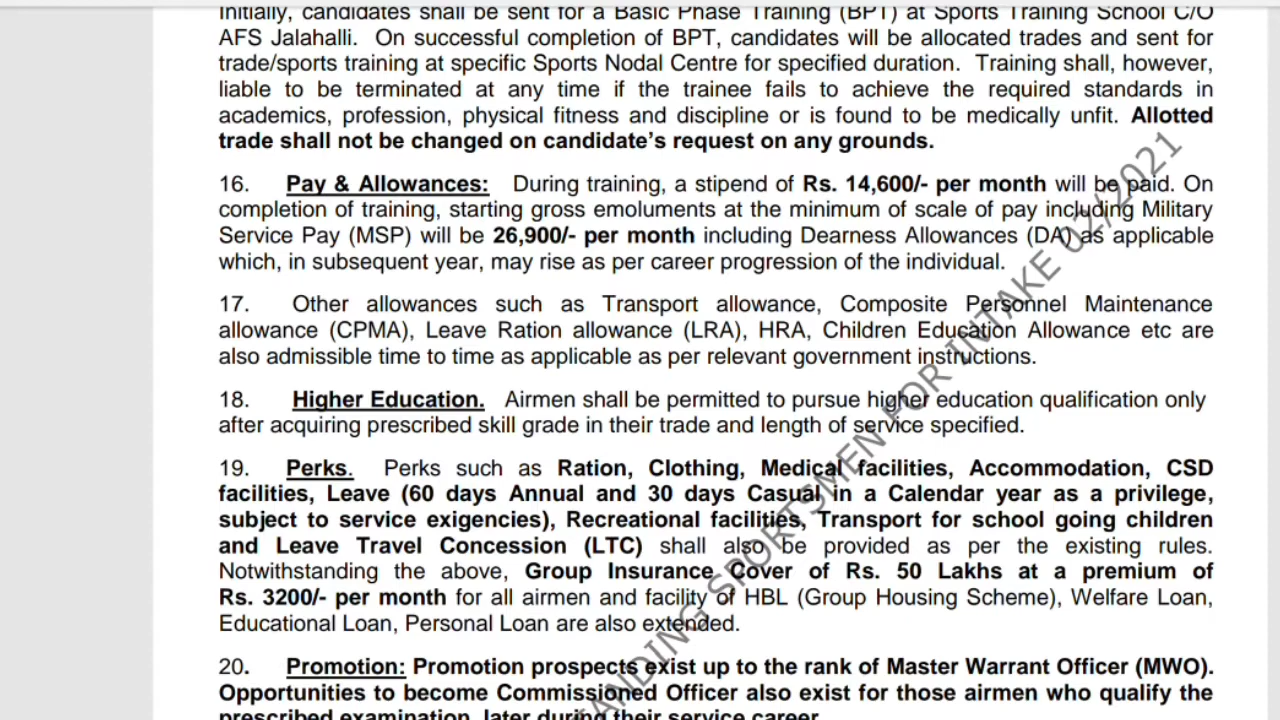 Initially, candidates shall be sent for a Basic Phase Training (BPT) at Sports Training School C/O
AFS Jalahalli. On successful completion of BPT, candidates will be allocated trades and sent for
trade/sports training at specific Sports Nodal Centre for specified duration. Training shall, however,
liable to be terminated at any time if the trainee fails to achieve the required standards in
academics, profession, physical fitness and discipline or is found to be medically unfit. Allotted
trade shall not be changed on candidate's request on any grounds.
16. Pay & Allowances: During training, a stipend of Rs. 14,600/- per month will be paid. On
completion of training, starting gross emoluments at the minimum of scale of pay including Military
Service Pay (MSP) will be 26,900/- per month including Dearness Allowances (DA) as applicable
which, in subsequent year, may rise as per career progression of the individual.
17. Other allowances such as Transport allowance, Composite Personnel Maintenance
allowance (CPMA), Leave Ration allowance (LRA), HRA, Children Education Allowance etc are
also admissible time to time as applicable as per relevant government instructions.
18. Higher Education. Airmen shall be permitted to pursue higher education qualification only
after acquiring prescribed skill grade in their trade and length of service specified.
19. Perks. Perks such as Ration, Clothing, Medical facilities, Accommodation, CSD
facilities, Leave (60 days Annual and 30 days Casual in a Calendar year as a privilege,
subject to service exigencies), Recreational facilities, Transport for school going children
and Leave Travel Concession (LTC) shall also be provided as per the existing rules.
Notwithstanding the above, Group Insurance Cover of Rs. 50 Lakhs at a premium of
Rs. 3200/- per month for all airmen and facility of HBL (Group Housing Scheme), Welfare Loan,
Educational Loan, Personal Loan are also extended.
20. Promotion: Promotion prospects exist up to the rank of Master Warrant Officer (MWO).
Opportunities to become Commissioned Officer also exist for those airmen who qualify the
prescribed examination, later during their service career.
ANDING SPORTSMEN FOR INTAKE 02/2021